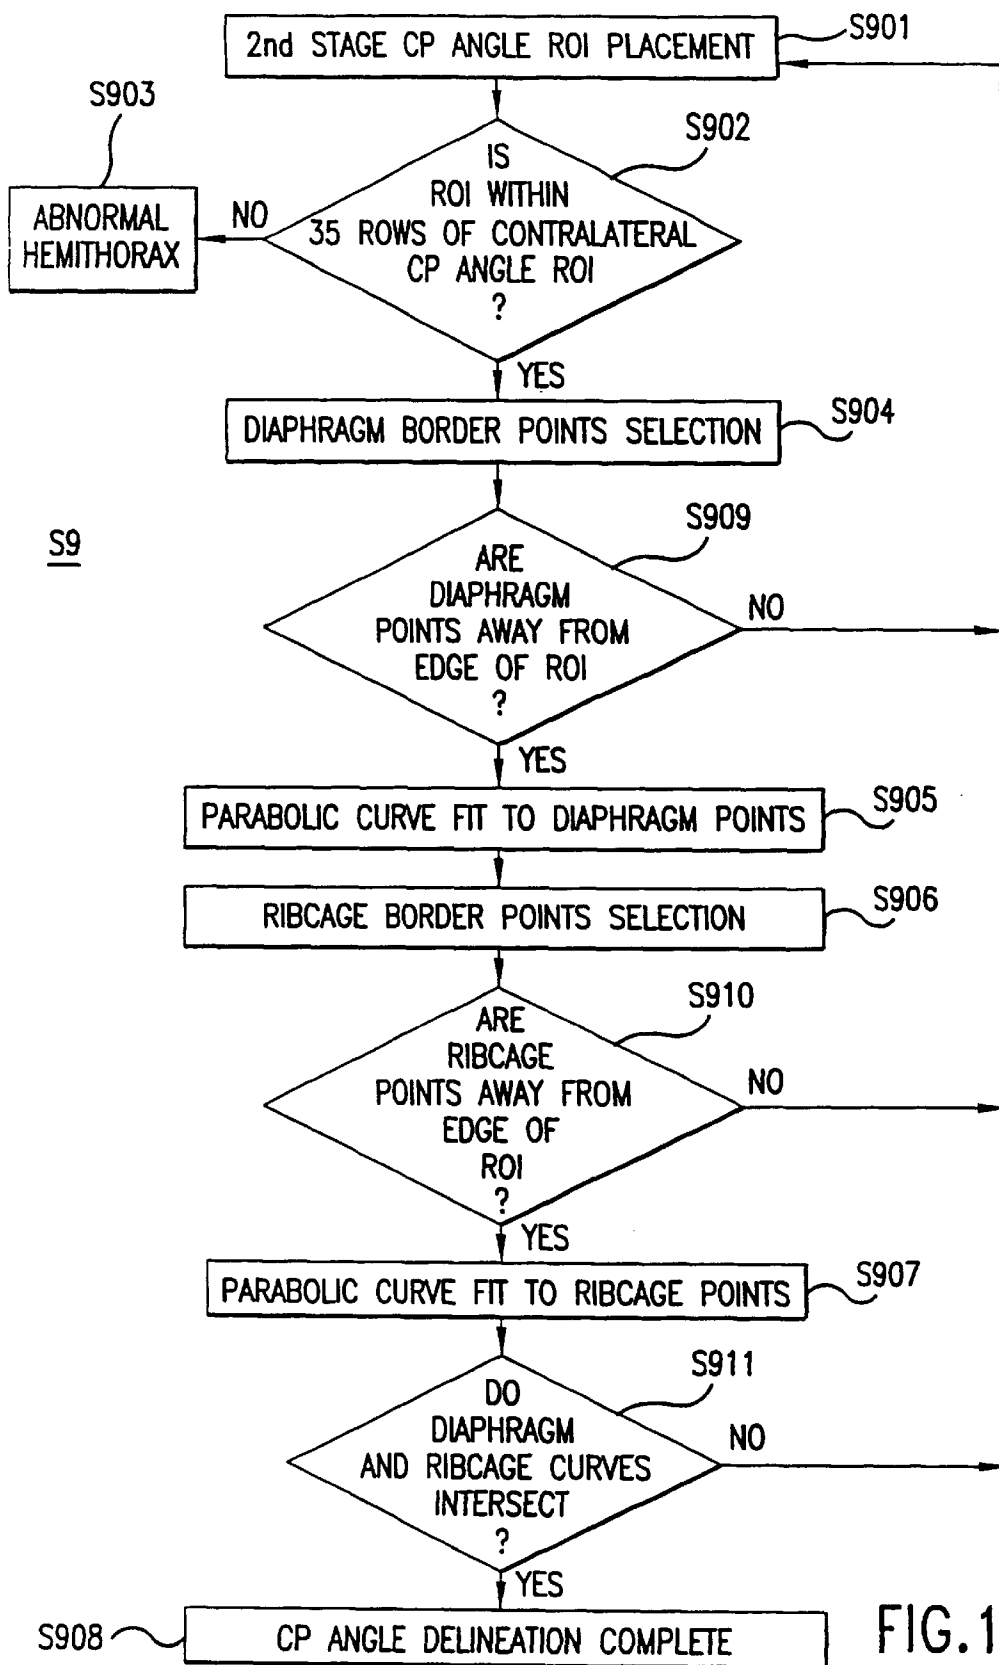 2nd STAGE CP ANGLE ROI PLACEMENT
S901
S903
S902
IS
ROI WITHIN
35 ROWS OF CONTRALATERAL
CP ANGLE ROI
?
NO
ABNORMAL
HEMITHORAX
YES
DIAPHRAGM BORDER POINTS SELECTION
S904
S9
S909
ARE
DIAPHRAGM
POINTS AWAY FROM
EDGE OF ROI
?
NO
YES
PARABOLIC CURVE FIT TO DIAPHRAGM POINTS
S905
RIBCAGE BORDER POINTS SELECTION
S906
S910
ARE
RIBCAGE
POINTS AWAY FROM
EDGE OF
ROI
?
NO
YES
PARABOLIC CURVE FIT TO RIBCAGE POINTS
S907
S911
DO
DIAPHRAGM
AND RIBCAGE CURVES
INTERSECT
?
NO
YES
S908
CP ANGLE DELINEATION COMPLETE
FIG.1